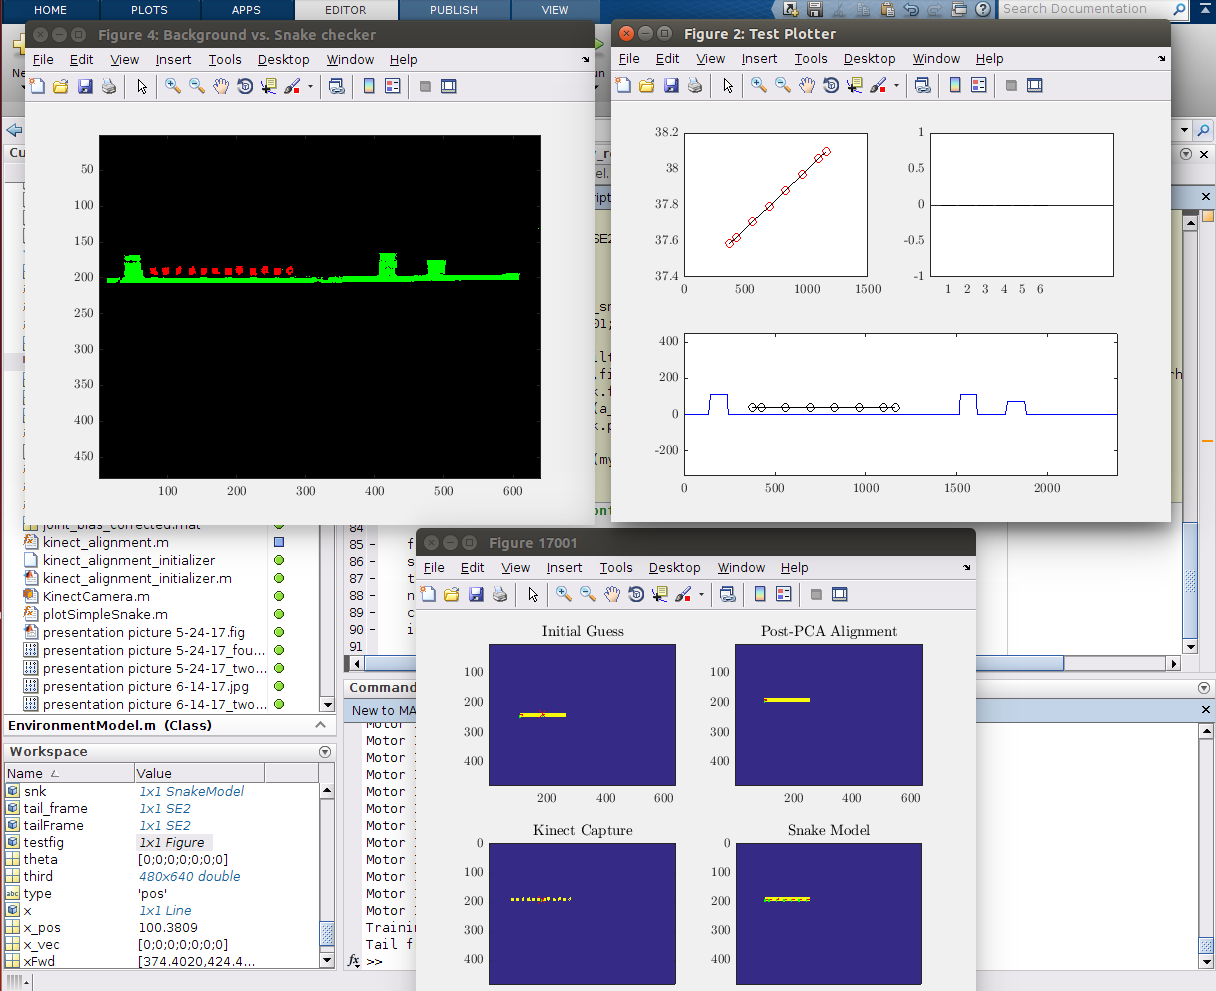 HOME PLOTS APPS EDITOR PUBLISH VIEW Search Documentation
Figure 4: Background vs. Snake checker
File Edit View Insert Tools Desktop Window Help
50
100
150
200
250
300
350
400
450
100 200 300 400 500 600
Figure 2: Test Plotter
File Edit View Insert Tools Desktop Window Help
38.2
38
37.8
37.6
37.4
0 500 1000 1500
1
0.5
0
-0.5
-1
1 2 3 4 5 6
400
200
0
-200
0 500 1000 1500 2000
joint_bias_corrected.mat
kinect_alignment.m
kinect_alignment_initializer
kinect_alignment_initializer.m
KinectCamera.m
plotSimpleSnake.m
presentation picture 5-24-17.fig
presentation picture 5-24-17_fou...
presentation picture 5-24-17_two...
presentation picture 6-14-17.jpg
presentation picture 6-14-17_two...
EnvironmentModel.m (Class)
Workspace
Name Value
snk 1x1 SnakeModel
tail_frame 1x1 SE2
tailFrame 1x1 SE2
testfig 1x1 Figure
theta [0;0;0;0;0;0;0]
third 480x640 double
type 'pos'
x 1x1 Line
x_pos 100.3809
x_vec [0;0;0;0;0;0;0]
xFwd [374.4020,424.4...
84
85 - f
86 - s
87 - t
88 - n
89 - c
90 - i
91
Command
New to MA
Motor
Motor
Motor
Motor
Motor
Motor
Motor
Motor
Motor
Motor
Motor
Motor
Trainin
Tail f
fx >>
Figure 17001
File Edit View Insert Tools Desktop Window Help
Initial Guess
100
200
300
400
200 400 600
Post-PCA Alignment
100
200
300
400
200 400 600
Kinect Capture
0
100
200
300
400
Snake Model
0
100
200
300
400